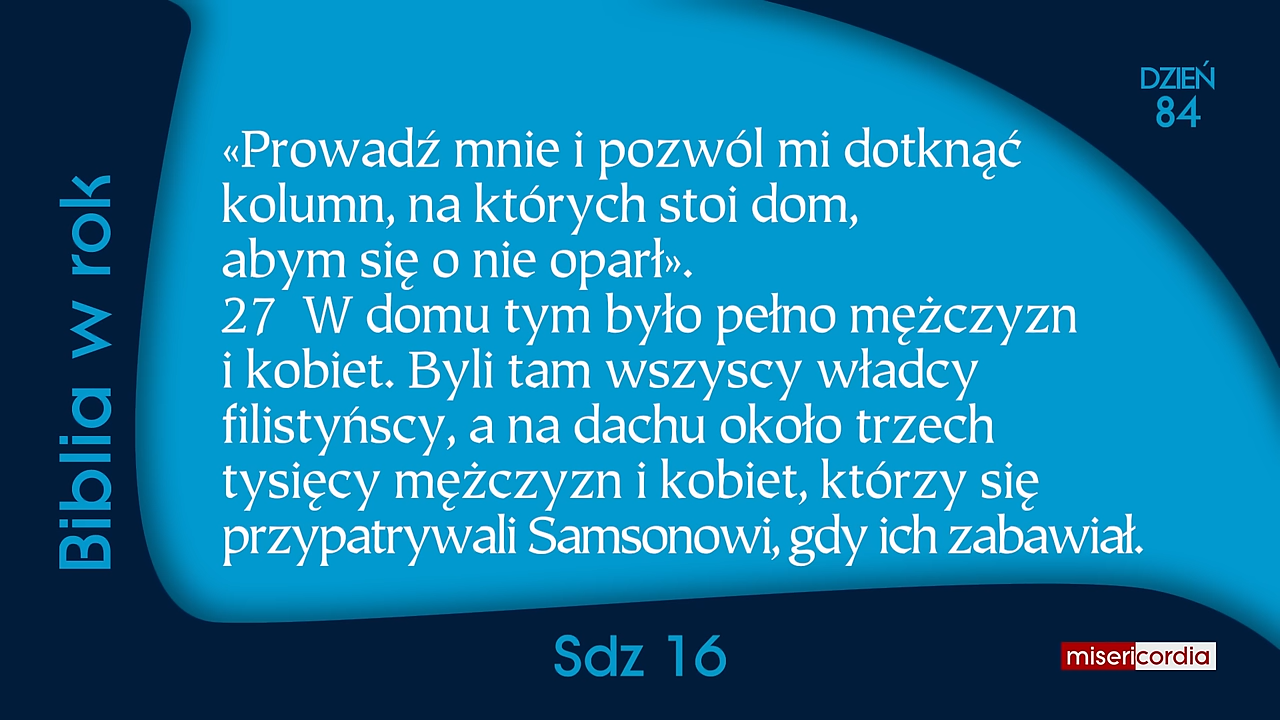 Biblia w rok
DZIEŃ
84
«Prowadź mnie i pozwól mi dotknąć
kolumn, na których stoi dom,
abym się o nie oparł».
27 W domu tym było pełno mężczyzn
i kobiet. Byli tam wszyscy władcy
filistyńscy, a na dachu około trzech
tysięcy mężczyzn i kobiet, którzy się
przypatrywali Samsonowi, gdy ich zabawiał.
Sdz 16
misericordia